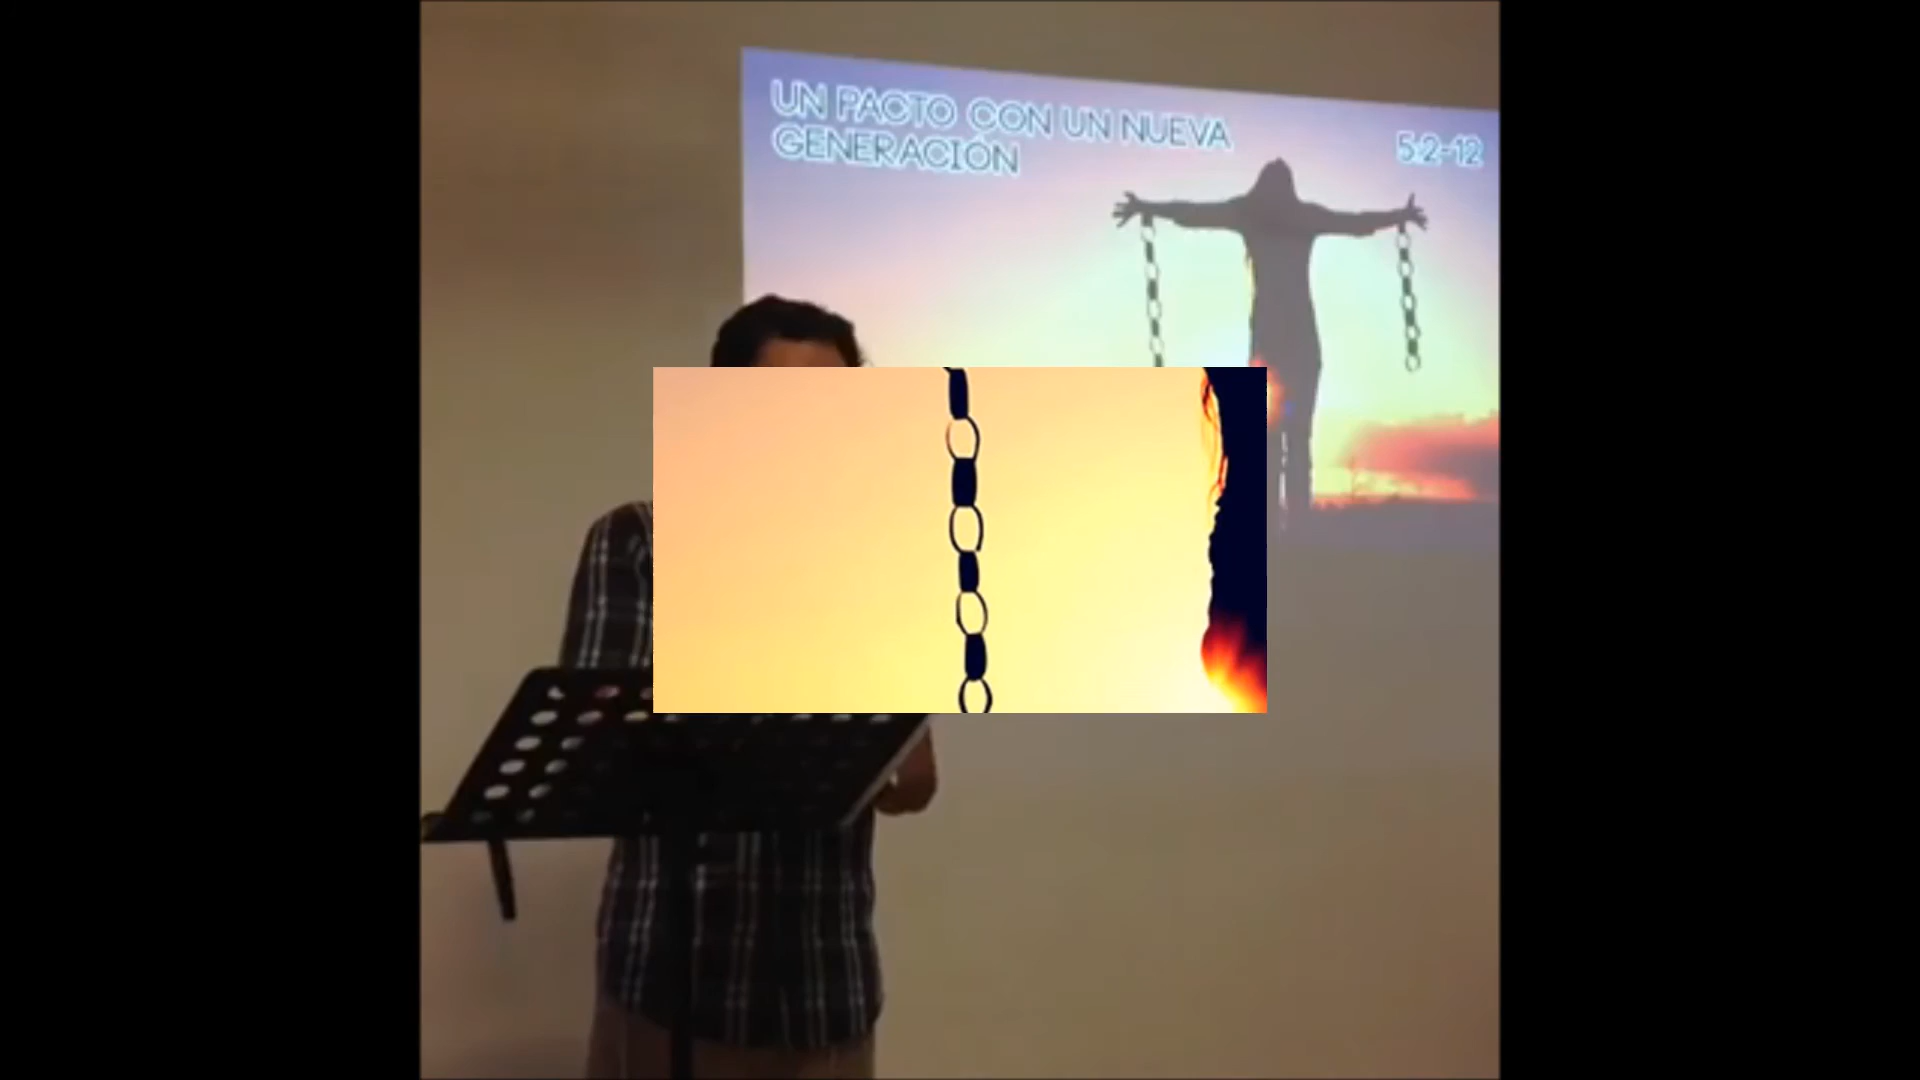 UN PACTO CON UN NUEVA
GENERACIÓN
5:2-12